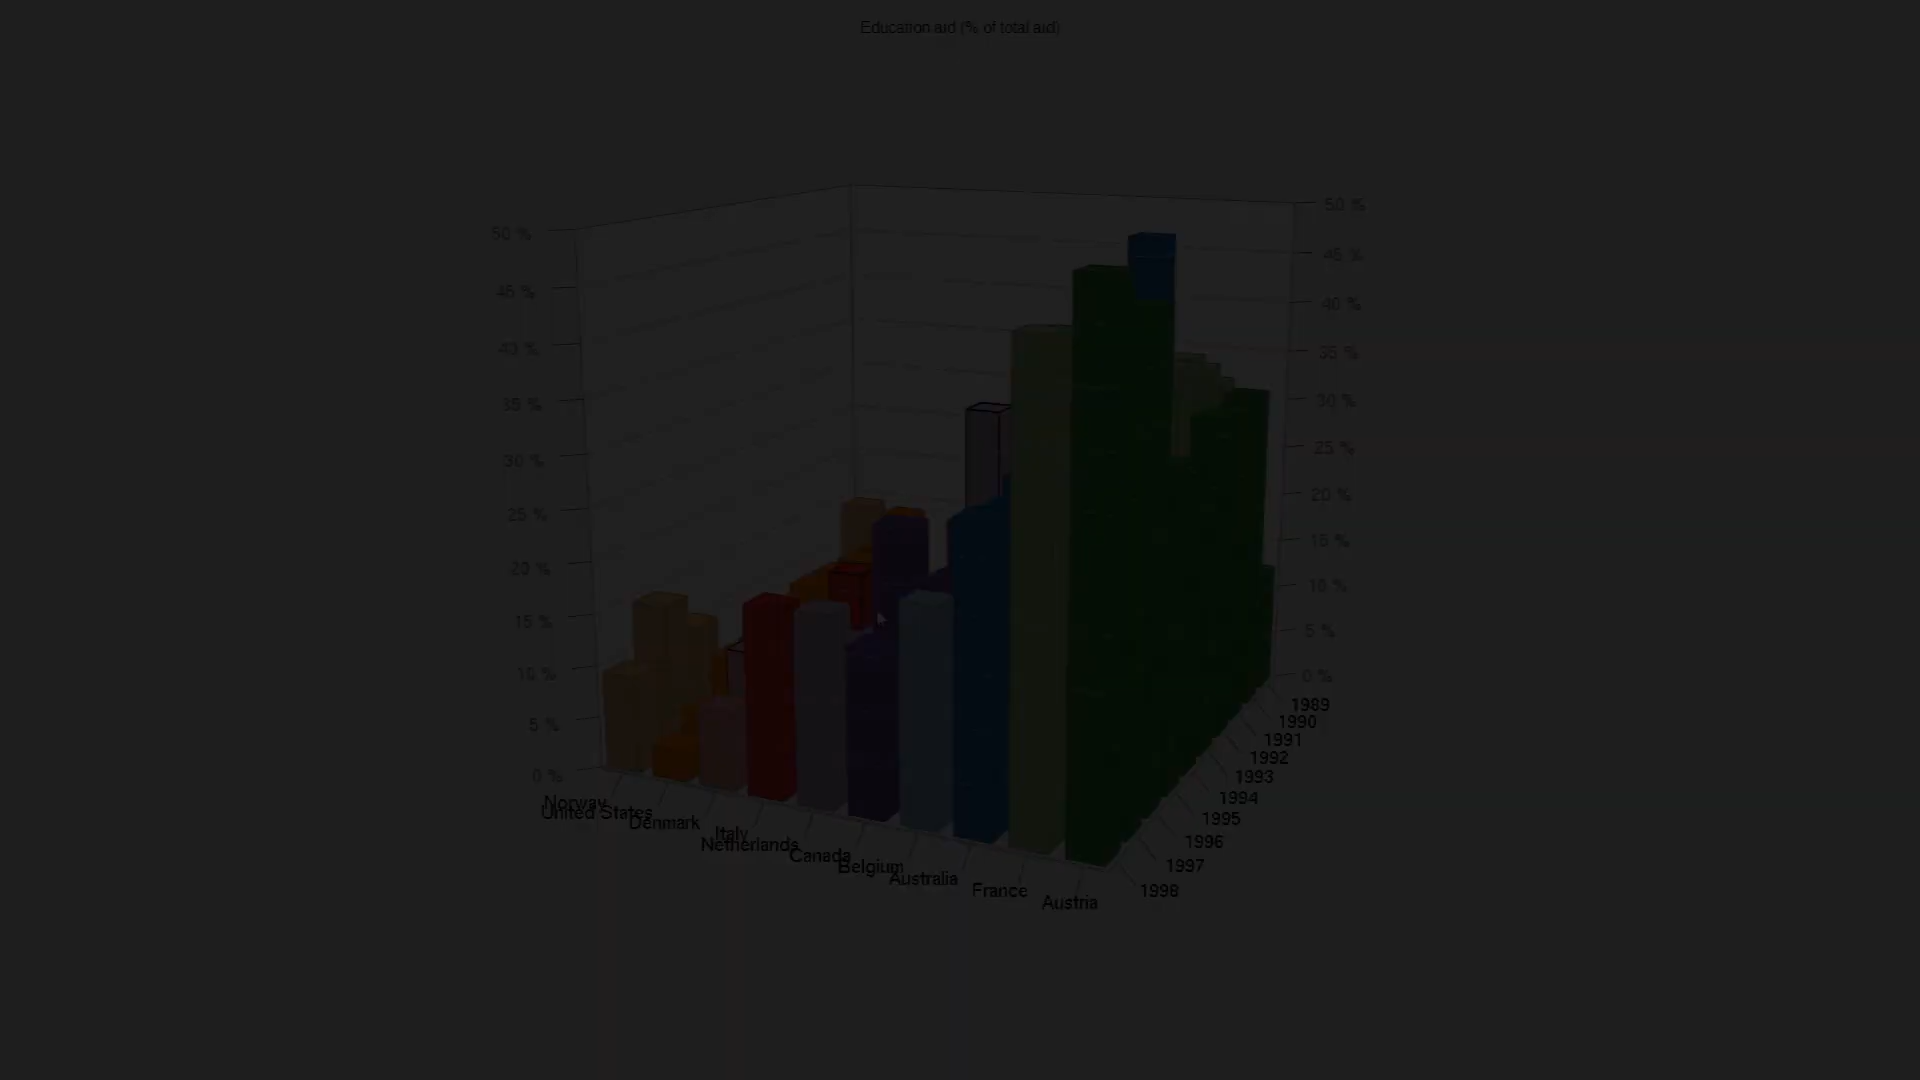 Education aid (% of total aid)
50 %
45 %
40 %
35 %
30 %
25 %
20 %
15 %
10 %
5 %
0 %
50 %
45 %
40 %
35 %
30 %
25 %
20 %
15 %
10 %
5 %
0 %
1989
1990
1991
1992
1993
1994
1995
1996
1997
1998
Norway
United States
Denmark
Italy
Netherlands
Canada
Belgium
Australia
France
Austria